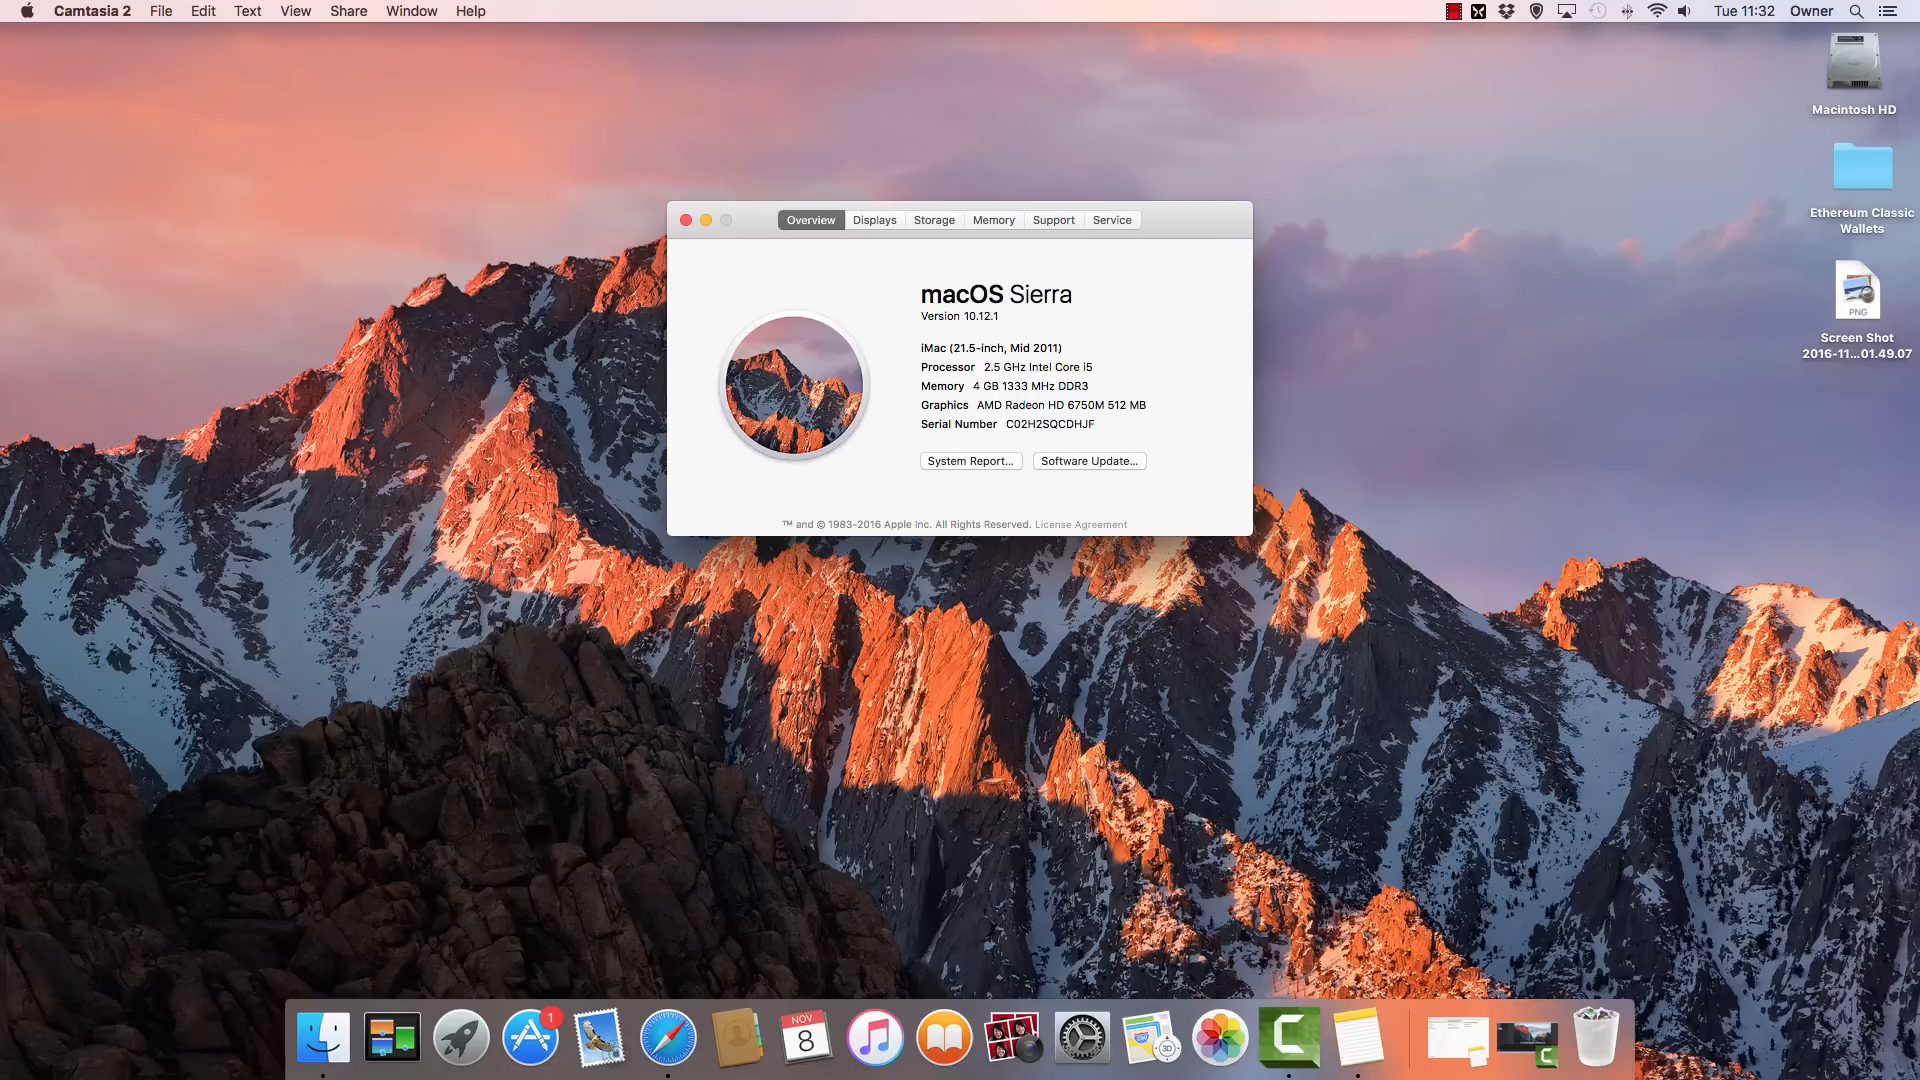 Camtasia 2 File Edit Text View Share Window Help
Tue 11:32 Owner
Macintosh HD
Ethereum Classic
Wallets
PNG
Screen Shot
2016-11...01.49.07
Overview Displays Storage Memory Support Service
macOS Sierra
Version 10.12.1
iMac (21.5-inch, Mid 2011)
Processor 2.5 GHz Intel Core i5
Memory 4 GB 1333 MHz DDR3
Graphics AMD Radeon HD 6750M 512 MB
Serial Number C02H2SQCDHJF
System Report... Software Update...
™ and © 1983-2016 Apple Inc. All Rights Reserved. License Agreement
1
NOV
8
280
3D
C
C